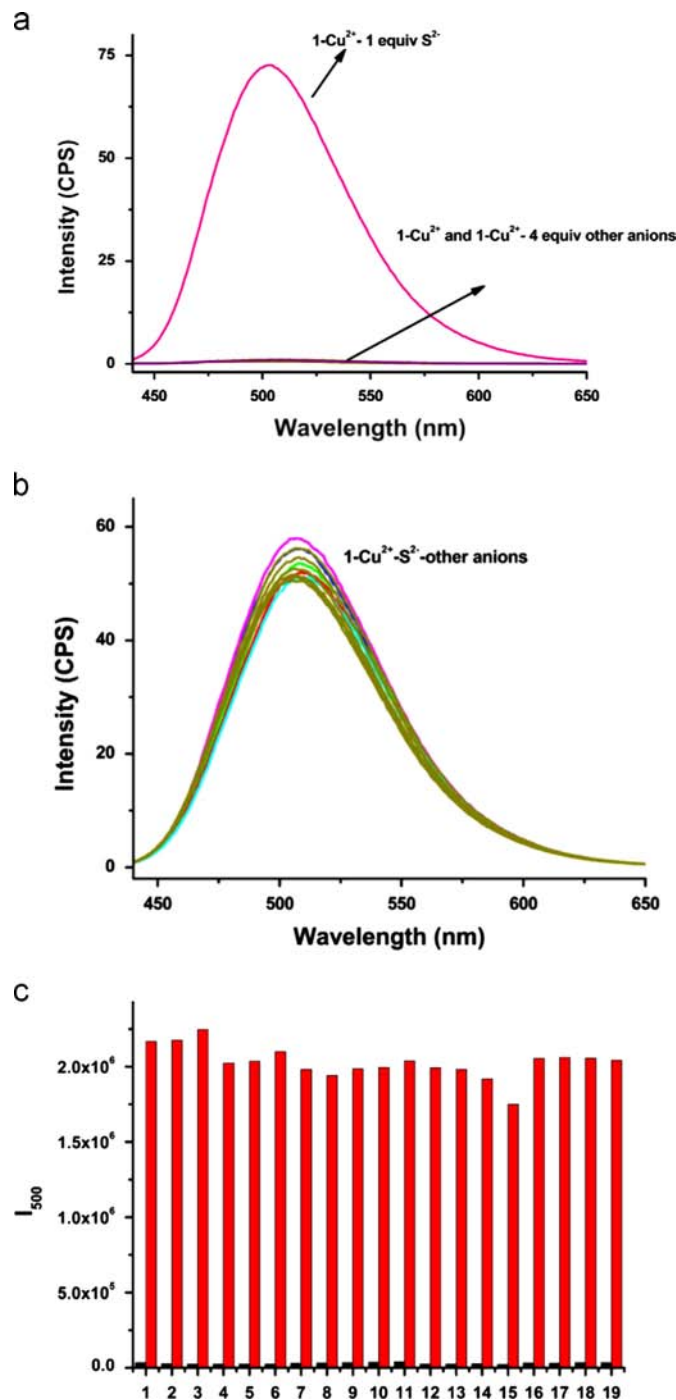 a
1-Cu²⁺- 1 equiv S²⁻
75
50
25
0
1-Cu²⁺ and 1-Cu²⁺- 4 equiv other anions
Intensity (CPS)
450 500 550 600 650
Wavelength (nm)
b
1-Cu²⁺-S²⁻-other anions
60
40
20
0
Intensity (CPS)
450 500 550 600 650
Wavelength (nm)
c
2.0x10⁶
1.5x10⁶
1.0x10⁶
5.0x10⁵
0.0
I₅₀₀
1 2 3 4 5 6 7 8 9 10 11 12 13 14 15 16 17 18 19